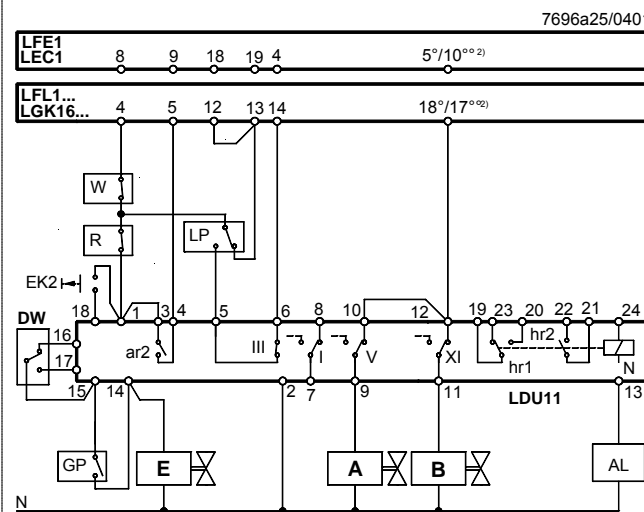 7696a25/040
LFE1
LEC1
8 9 18 19 4 5°/10°° 2)
LFL1...
LGK16...
4 5 12 13 14 18°/17°° 2)
W
R
LP
EK2
DW
18 1 3 4 5 6 8 10 12 19 23 20 22 21 24
16
17
ar2
III
I
V
XI
hr2
hr1
N
15 14 2 7 9 11 LDU11 13
GP
E
A
B
AL
N